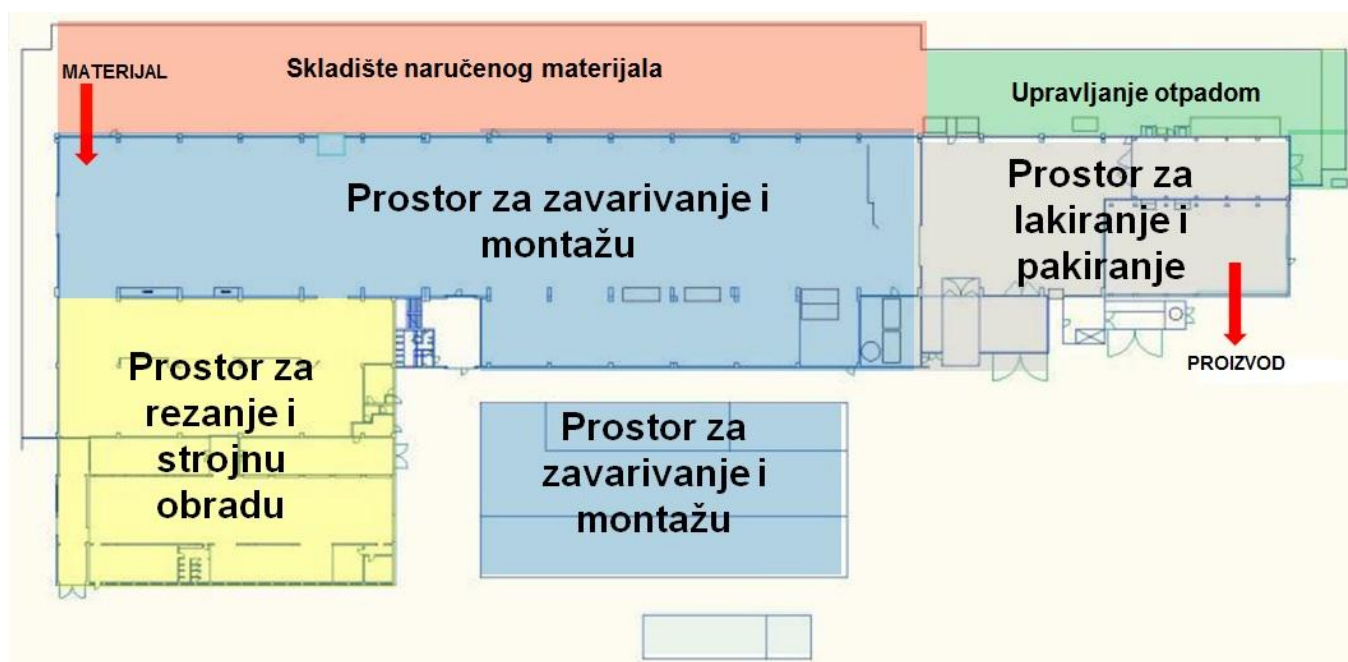 Skladište naručenog materijala
MATERIJAL
Upravljanje otpadom
Prostor za zavarivanje i
montažu
Prostor za
lakiranje i
pakiranje
PROIZVOD
Prostor za
rezanje i
strojnu
obradu
Prostor za
zavarivanje i
montažu